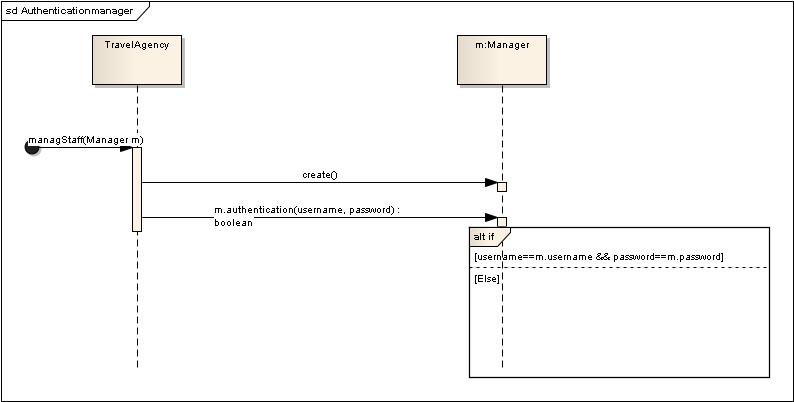 sd Authenticationmanager
TravelAgency
m:Manager
managStaff(Manager m)
create()
m.authentication(username, password) :
boolean
alt if
[username==m.username && password==m.password]
[Else]